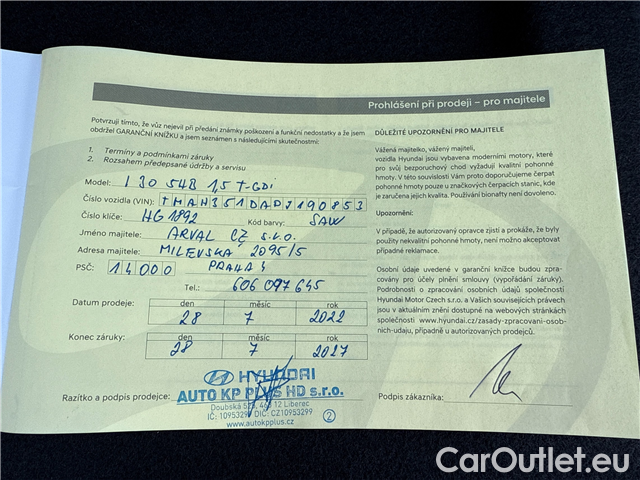 Prohlášení při prodeji – pro majitele
Potvrzuji tímto, že vůz nejevil při předání známky poškození a funkční nedostatky a že jsem
obdržel GARANČNÍ KNÍŽKU a jsem seznámen s následujícími skutečnostmi:
1. Termíny a podmínkami záruky
2. Rozsahem předepsané údržby a servisu
Model: I 30 5HB 1,5 T-GDI
Číslo vozidla (VIN): TMAH351DAPJ190853
Číslo klíče: HG1892 Kód barvy: SAW
Jméno majitele: ARVAL CZ s.r.o.
Adresa majitele: MILEVSKÁ 2095/5
PSČ: 14000 PRAHA 4
Tel.: 606 097 645
Datum prodeje: den měsíc rok
28 7 2022
Konec záruky: den měsíc rok
28 7 2027
HYUNDAI
AUTO KP PLUS HD s.r.o.
Razítko a podpis prodejce:
Liberec
IČ: 10953299 DIČ: CZ10953299
www.autokpplus.cz
2
DŮLEŽITÉ UPOZORNĚNÍ PRO MAJITELE
Vážená majitelko, vážený majiteli,
vozidla Hyundai jsou vybavena moderními motory, které
pro svůj bezporuchový chod vyžadují kvalitní pohonné
hmoty. V této souvislosti Vám proto doporučujeme čerpat
pohonné hmoty pouze u značkových čerpacích stanic, kde
je zaručena jejich kvalita. Používání bionafty není dovoleno.
Upozornění:
V případě, že autorizovaný opravce zjistí a prokáže, že byly
použity nekvalitní pohonné hmoty, není možno akceptovat
případné reklamace.
Osobní údaje uvedené v garanční knížce budou zpra-
covány pro účely plnění smlouvy (vypořádání záruky).
Podrobnosti o zpracování osobních údajů společností
Hyundai Motor Czech s.r.o. a Vašich souvisejících právech
jsou v aktuálním znění dostupné na webových stránkách
společnosti www.hyundai.cz/zasady-zpracovani-osob-
nich-udaju, případně u autorizovaných prodejců.
Podpis zákazníka:
CarOutlet.eu